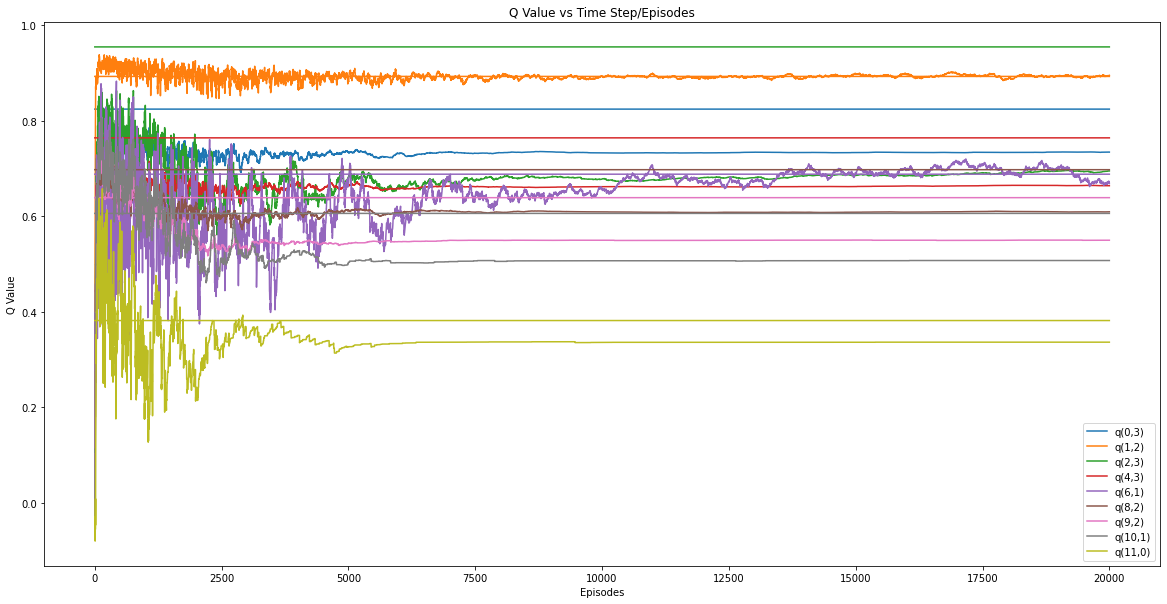 Q Value vs Time Step/Episodes
1.0
0.8
0.6
0.4
0.2
0.0
Q Value
0
2500
5000
7500
10000
12500
15000
17500
20000
Episodes
q(0,3)
q(1,2)
q(2,3)
q(4,3)
q(6,1)
q(8,2)
q(9,2)
q(10,1)
q(11,0)